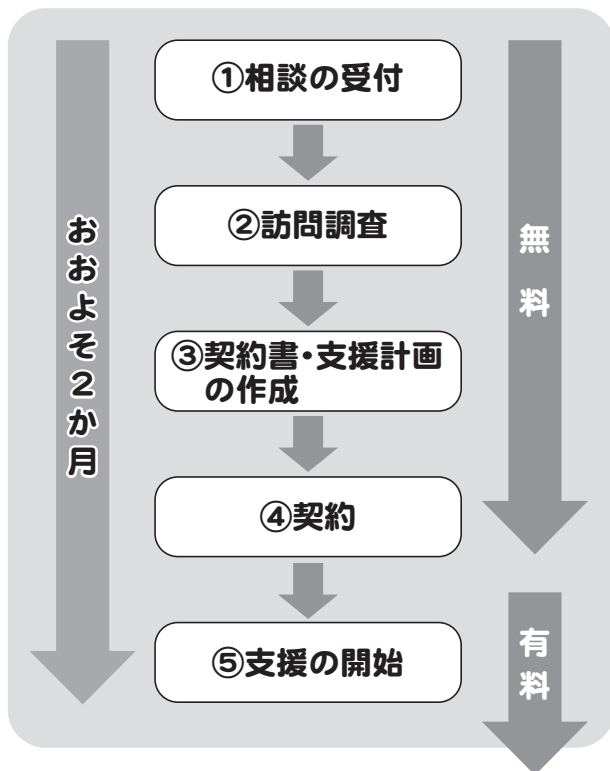 ①相談の受付
②訪問調査
③契約書・支援計画
の作成
④契約
⑤支援の開始
おおよそ2か月
無料
有料